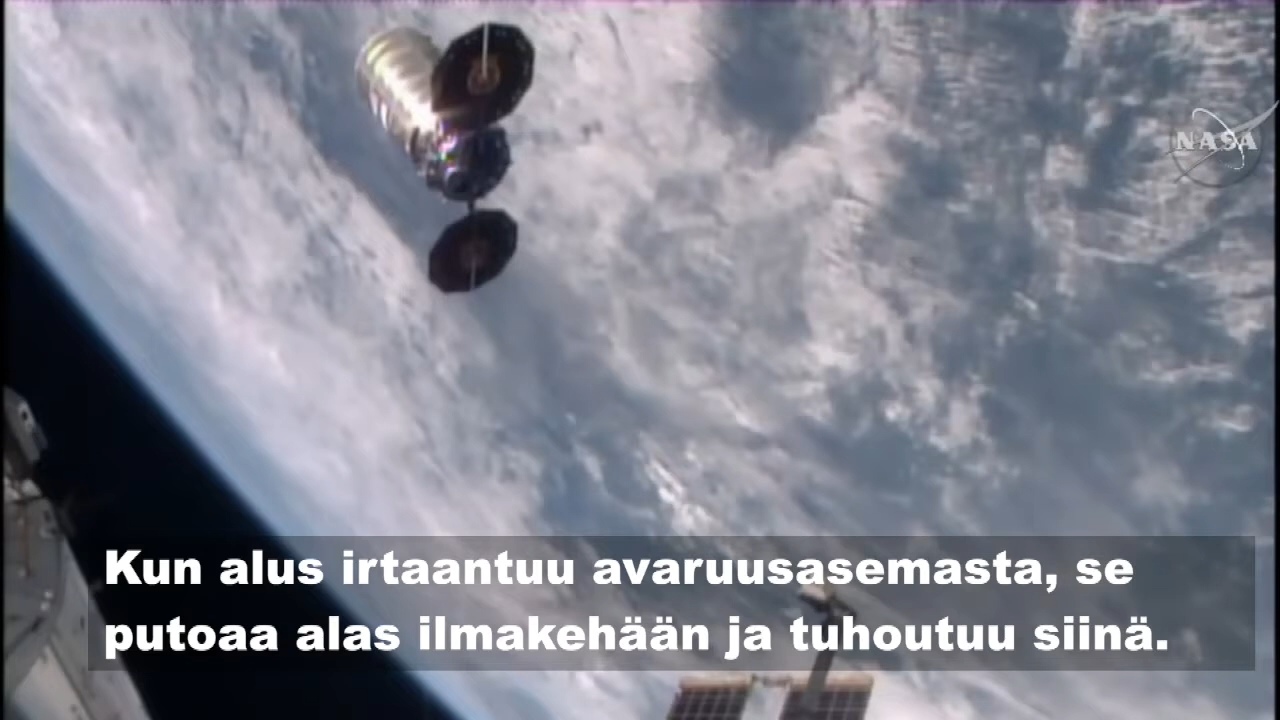 NASA
Kun alus irtaantuu avaruusasemasta, se
putoaa alas ilmakehään ja tuhoutuu siinä.